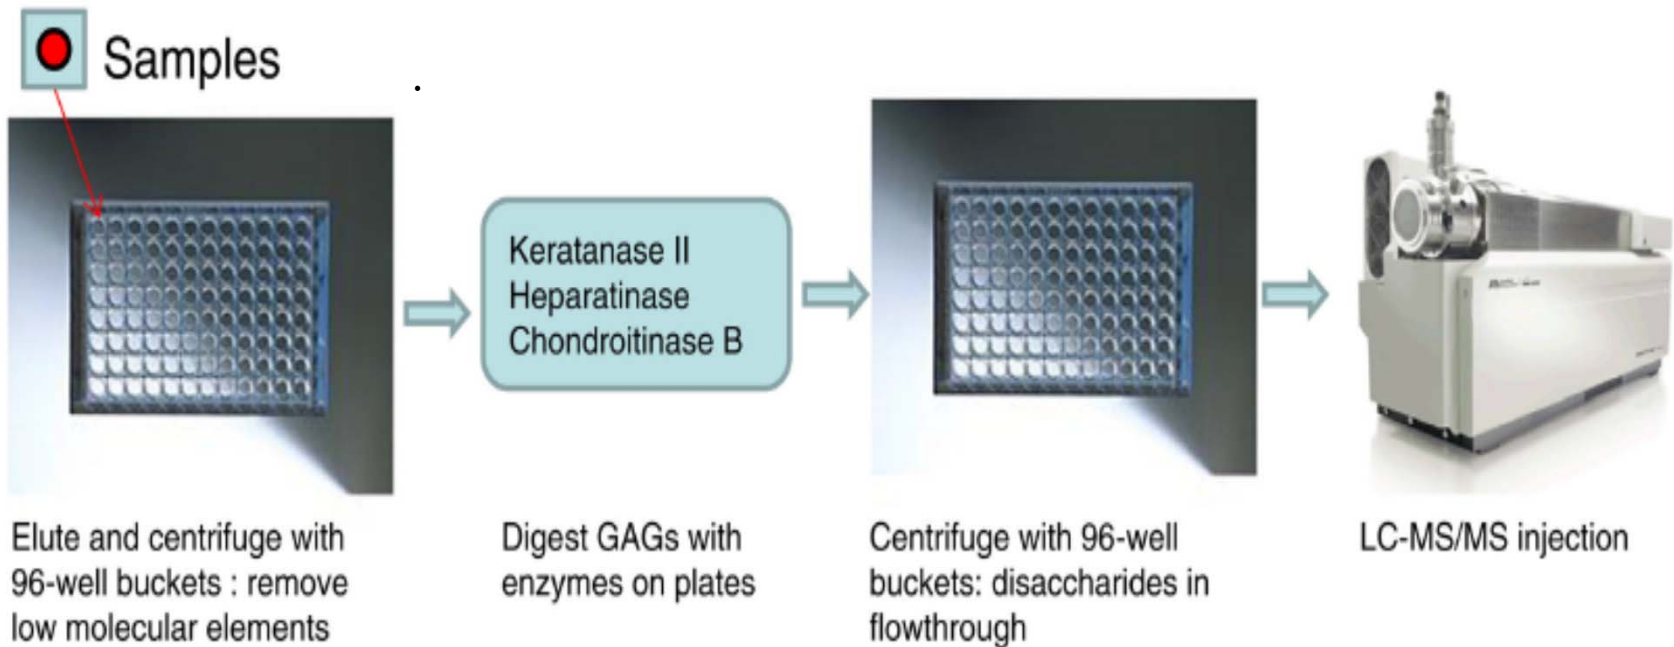 Samples
Keratanase II
Heparatinase
Chondroitinase B
Elute and centrifuge with
96-well buckets : remove
low molecular elements
Digest GAGs with
enzymes on plates
Centrifuge with 96-well
buckets: disaccharides in
flowthrough
LC-MS/MS injection